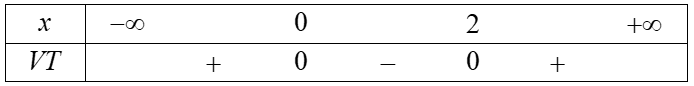 x −∞ 0 2 +∞
VT + 0 − 0 +